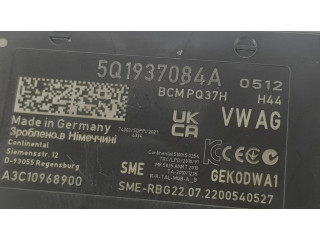 5Q1937084A 0512
BCM PQ37H H44
UK CA VW AG
Made in Germany
Зроблено в Німеччині
Continental
Siemensstr. 12
D-93055 Regensburg
SME GEKODWA1
A3C10968900 SME-RBG22.07.2200540527